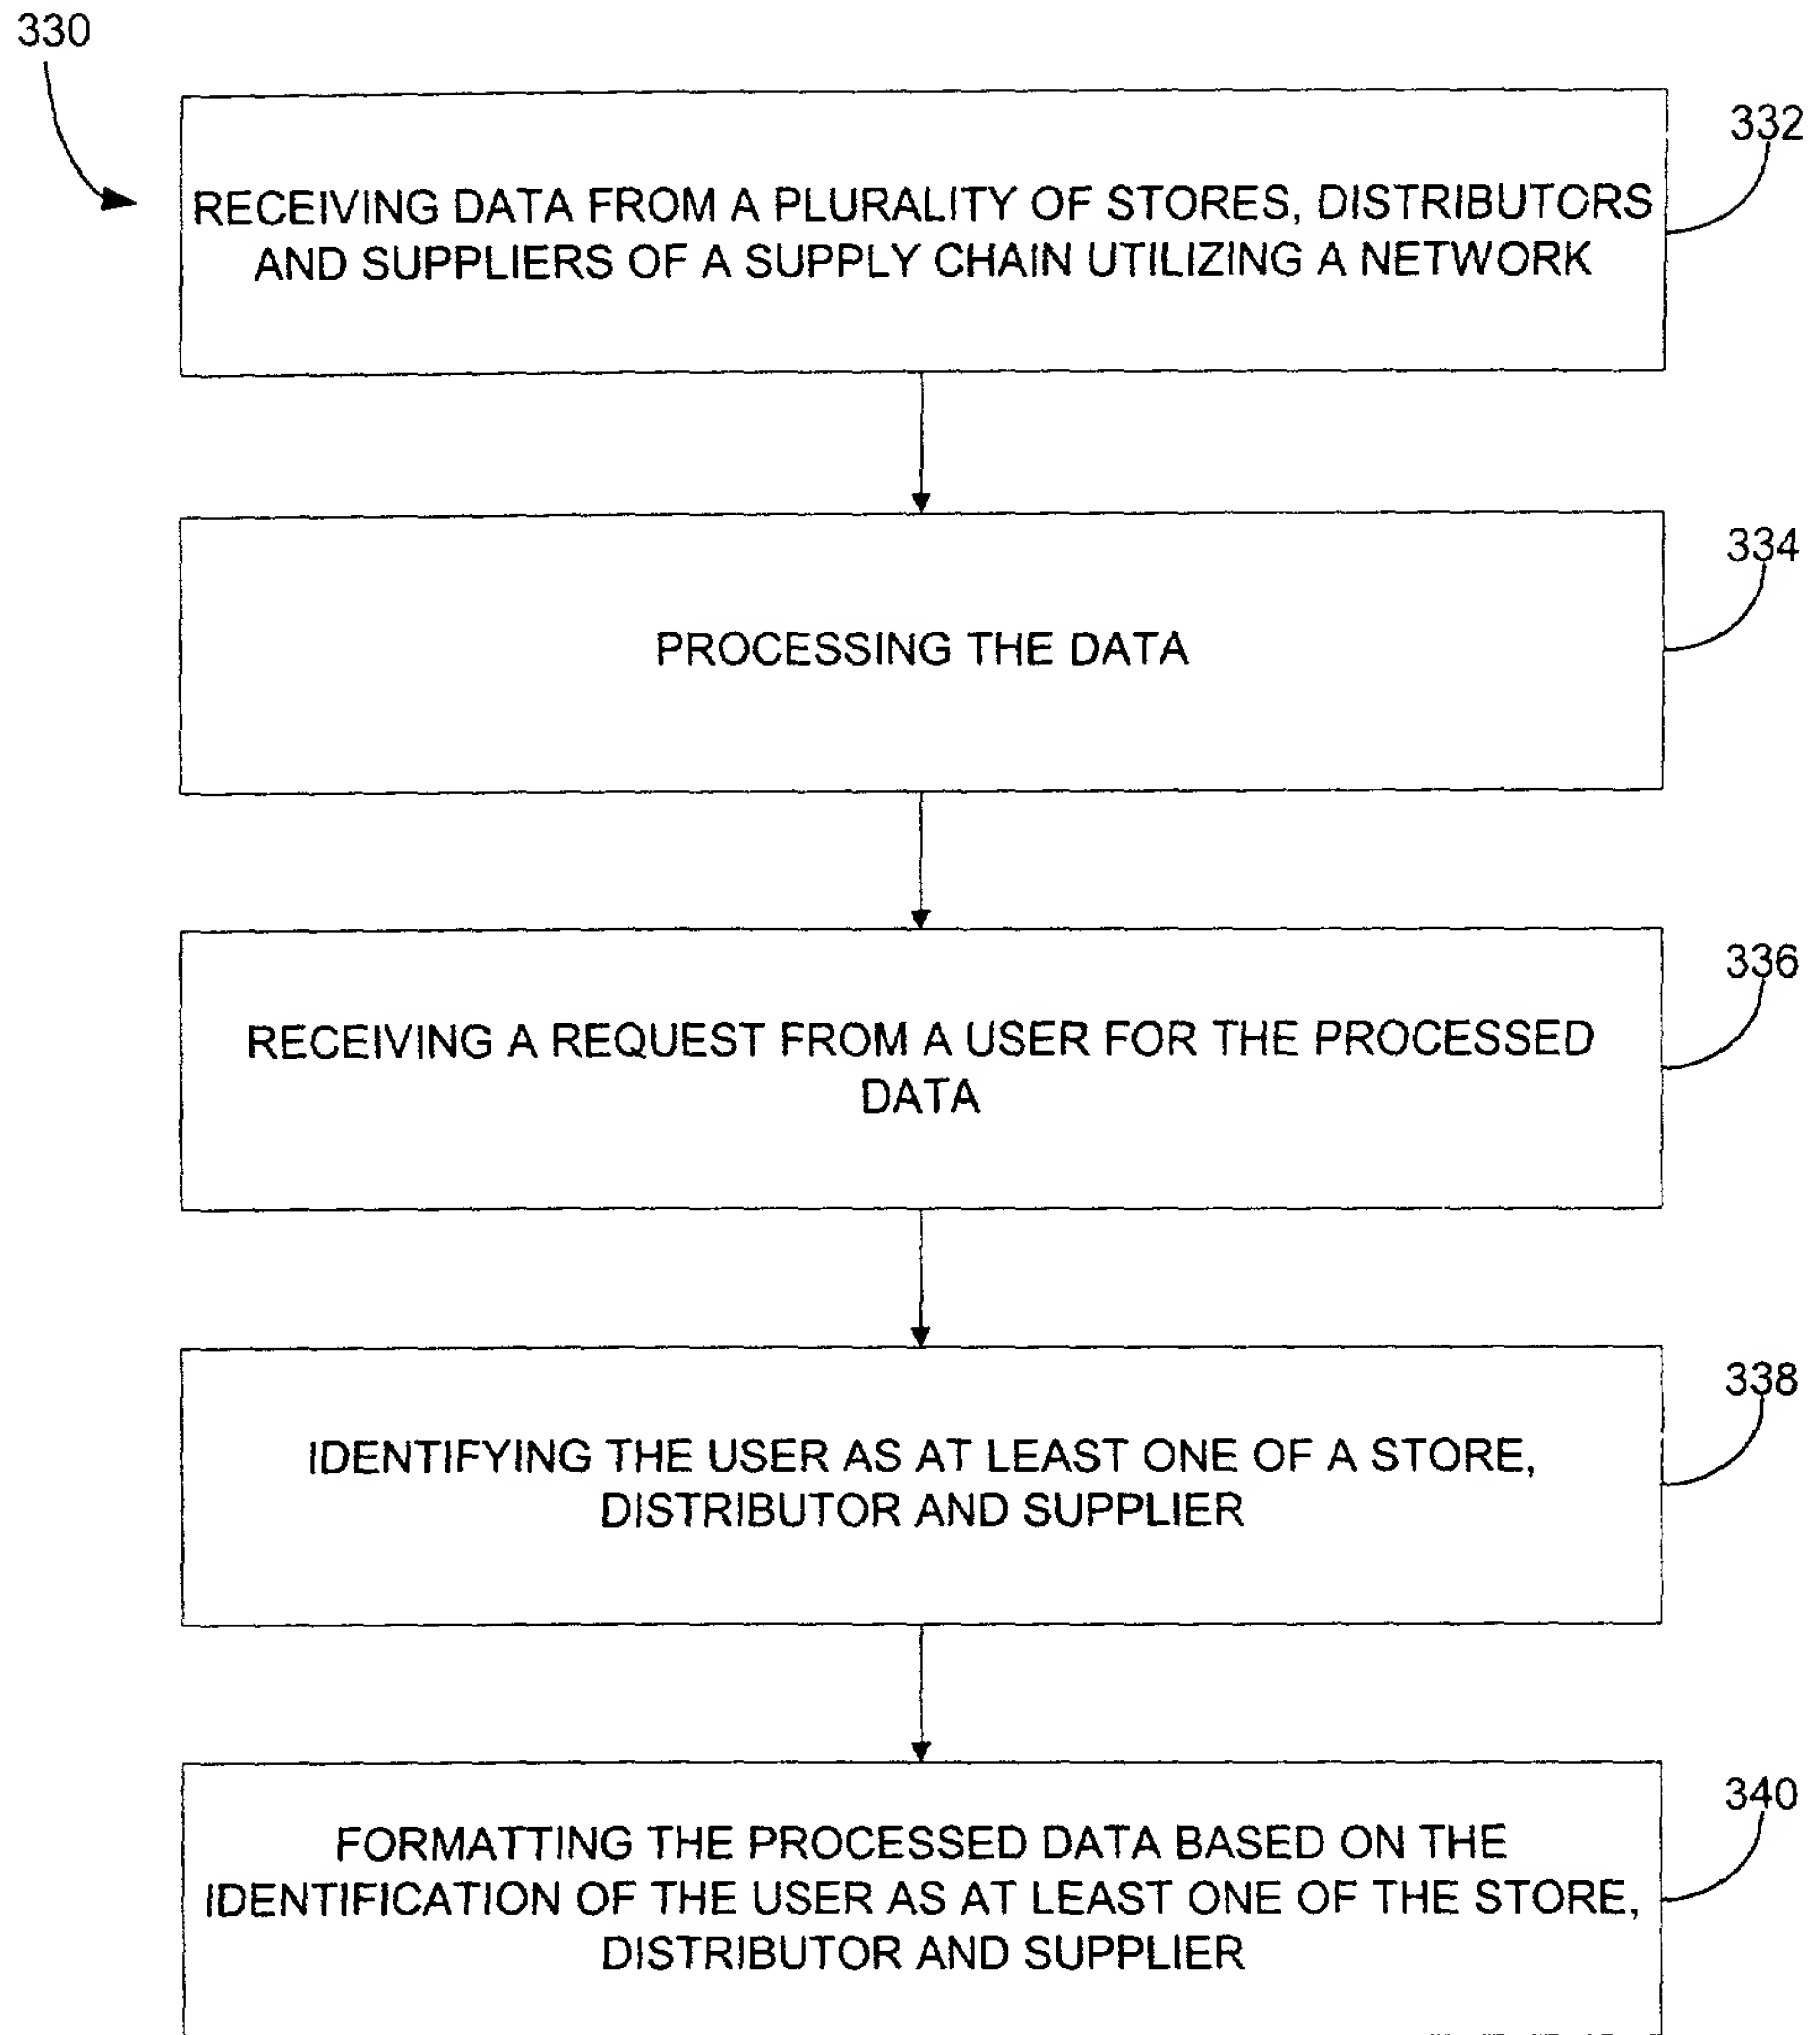 330
332
RECEIVING DATA FROM A PLURALITY OF STORES, DISTRIBUTORS
AND SUPPLIERS OF A SUPPLY CHAIN UTILIZING A NETWORK
334
PROCESSING THE DATA
336
RECEIVING A REQUEST FROM A USER FOR THE PROCESSED
DATA
338
IDENTIFYING THE USER AS AT LEAST ONE OF A STORE,
DISTRIBUTOR AND SUPPLIER
340
FORMATTING THE PROCESSED DATA BASED ON THE
IDENTIFICATION OF THE USER AS AT LEAST ONE OF THE STORE,
DISTRIBUTOR AND SUPPLIER